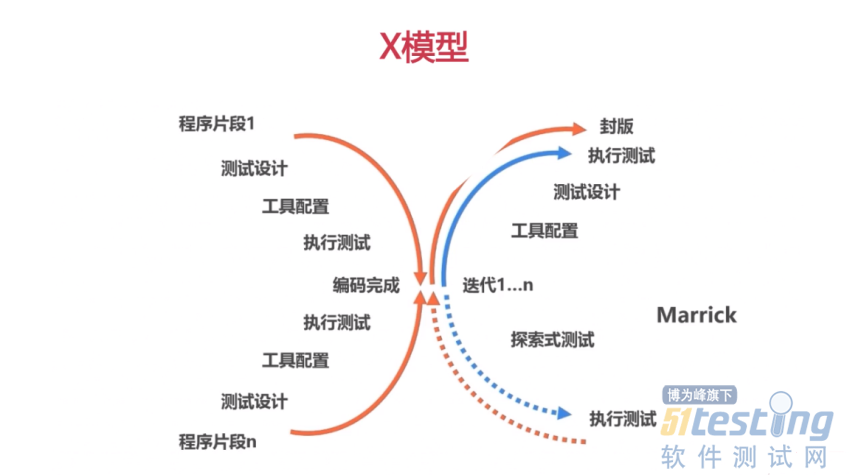 X模型
程序片段1
测试设计
工具配置
执行测试
编码完成
执行测试
工具配置
测试设计
程序片段n
封版
执行测试
测试设计
工具配置
迭代1...n
探索式测试
执行测试
Marrick
博为峰旗下
51testing
软件测试网